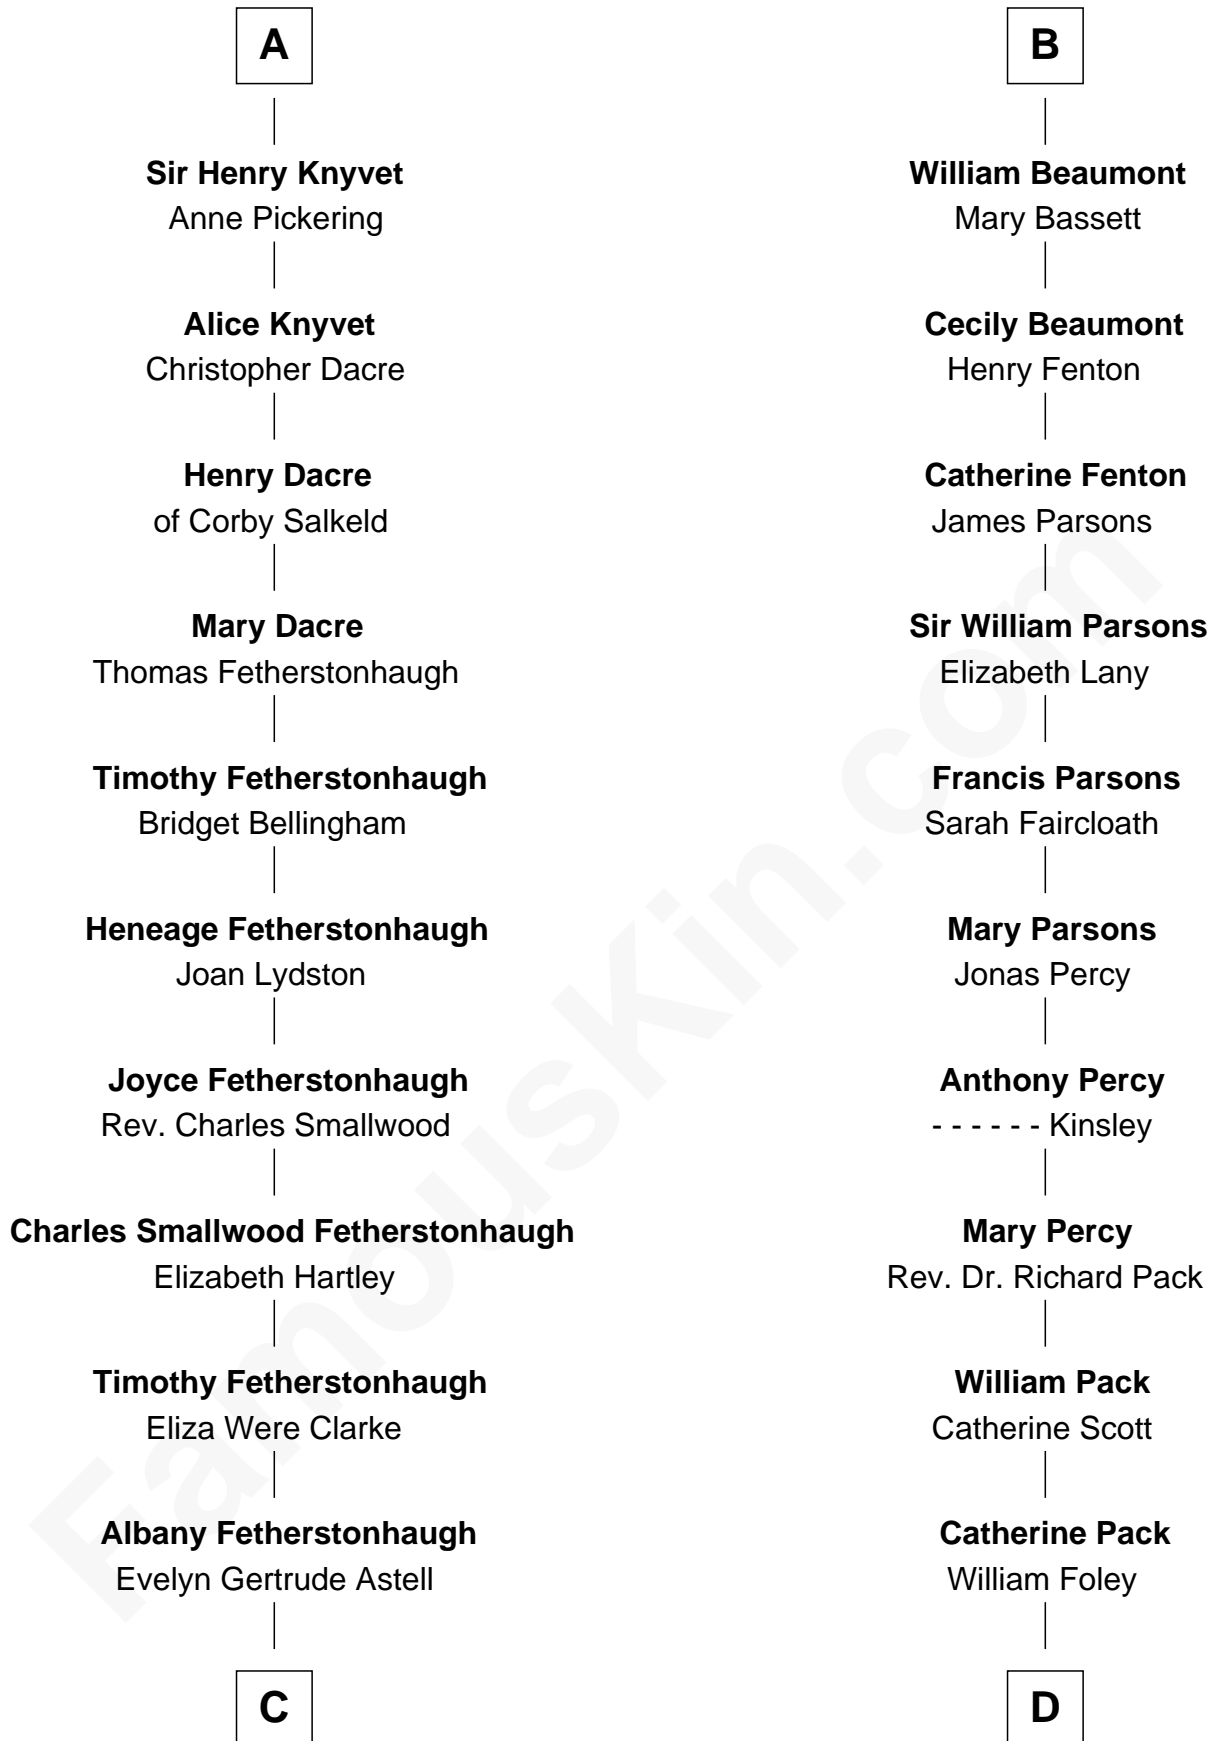 A
Sir Henry Knyvet
Anne Pickering
Alice Knyvet
Christopher Dacre
Henry Dacre
of Corby Salkeld
Mary Dacre
Thomas Fetherstonhaugh
Timothy Fetherstonhaugh
Bridget Bellingham
Heneage Fetherstonhaugh
Joan Lydston
Joyce Fetherstonhaugh
Rev. Charles Smallwood
Charles Smallwood Fetherstonhaugh
Elizabeth Hartley
Timothy Fetherstonhaugh
Eliza Were Clarke
Albany Fetherstonhaugh
Evelyn Gertrude Astell
C
B
William Beaumont
Mary Bassett
Cecily Beaumont
Henry Fenton
Catherine Fenton
James Parsons
Sir William Parsons
Elizabeth Lany
Francis Parsons
Sarah Faircloath
Mary Parsons
Jonas Percy
Anthony Percy
- - - - - - Kinsley
Mary Percy
Rev. Dr. Richard Pack
William Pack
Catherine Scott
Catherine Pack
William Foley
D
FamousKin.com